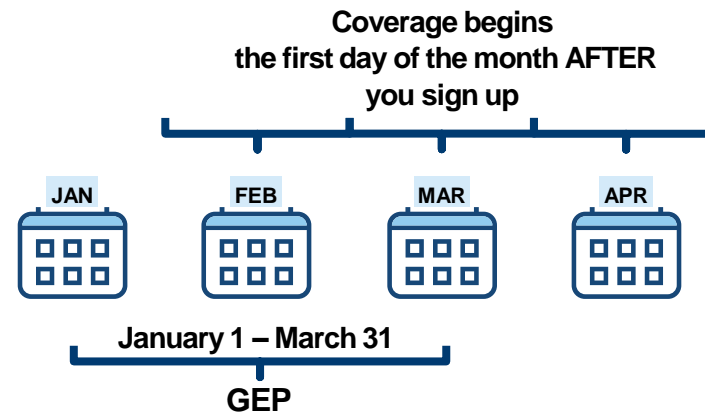 Coverage begins
the first day of the month AFTER
you sign up
JAN
FEB
MAR
APR
January 1 – March 31
GEP